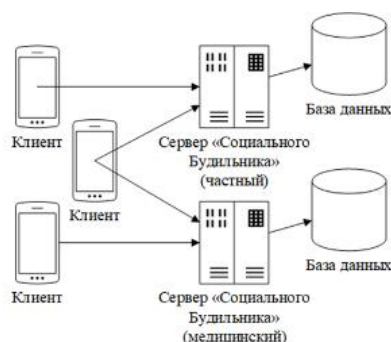 База данных
Клиент
Сервер «Социального
Будильника»
(частный)
Клиент
База данных
Клиент
Сервер «Социального
Будильника»
(медицинский)